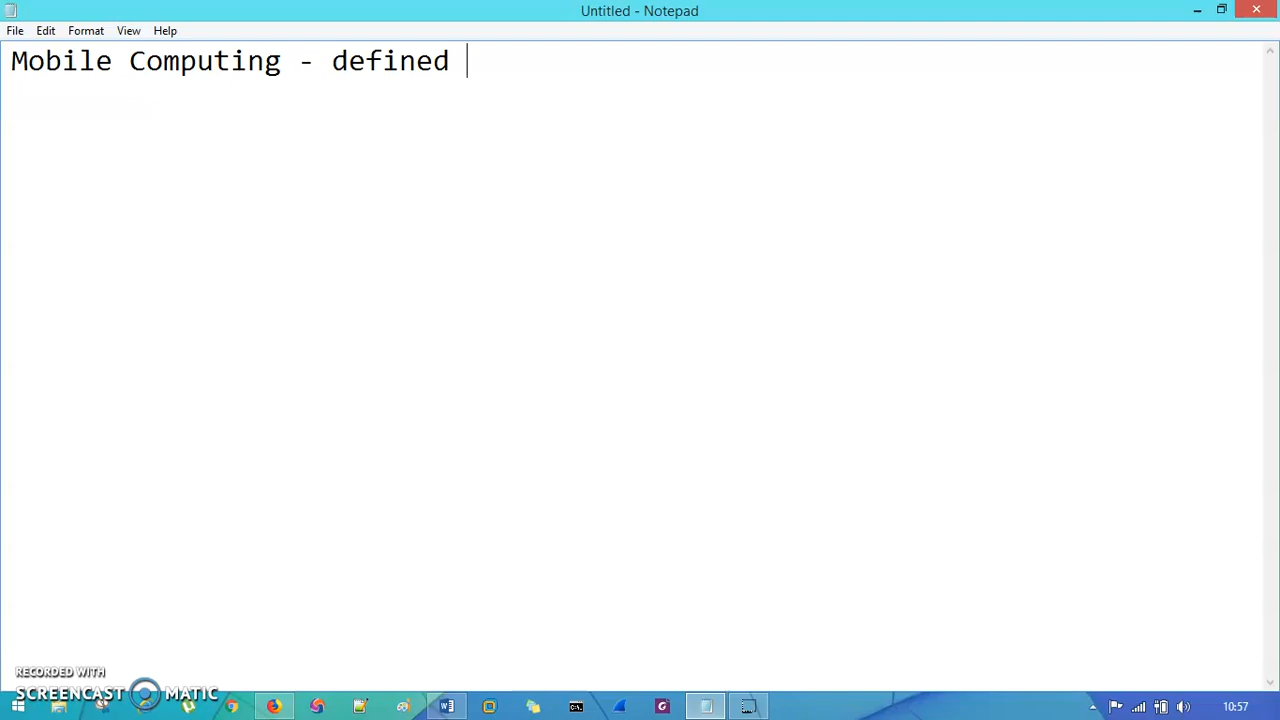 Untitled - Notepad
File Edit Format View Help
Mobile Computing - defined
RECORDED WITH
SCREENCAST MATIC
10:57